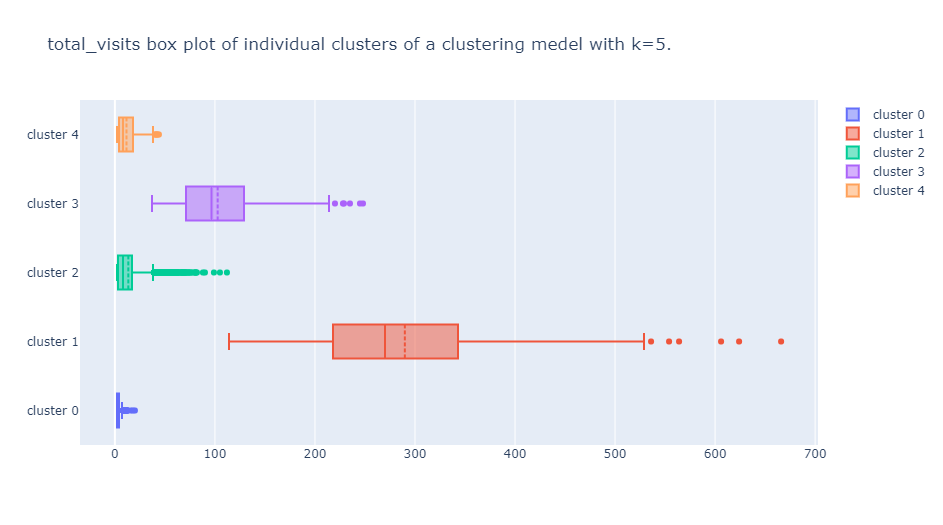 total_visits box plot of individual clusters of a clustering medel with k=5.
cluster 4
cluster 3
cluster 2
cluster 1
cluster 0
0 100 200 300 400 500 600 700
cluster 0
cluster 1
cluster 2
cluster 3
cluster 4